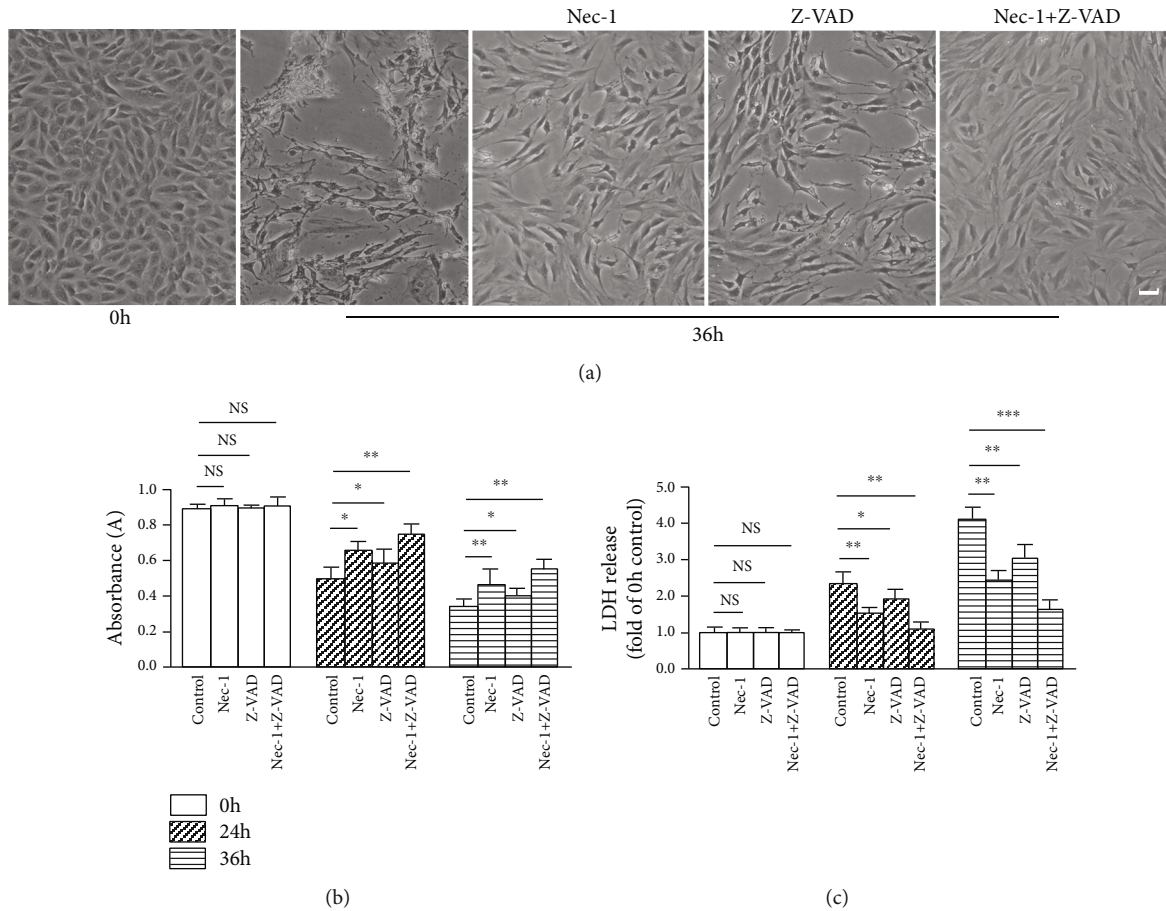 Nec-1 Z-VAD Nec-1+Z-VAD
0h
36h
(a)
NS
NS
NS
**
*
*
**
*
**
1.0
0.8
0.6
0.4
0.2
0.0
Absorbance (A)
Control
Nec-1
Z-VAD
Nec-1+Z-VAD
Control
Nec-1
Z-VAD
Nec-1+Z-VAD
Control
Nec-1
Z-VAD
Nec-1+Z-VAD
0h
24h
36h
(b)
NS
NS
NS
**
*
**
***
**
**
5.0
4.0
3.0
2.0
1.0
0.0
LDH release
(fold of 0h control)
Control
Nec-1
Z-VAD
Nec-1+Z-VAD
Control
Nec-1
Z-VAD
Nec-1+Z-VAD
Control
Nec-1
Z-VAD
Nec-1+Z-VAD
(c)